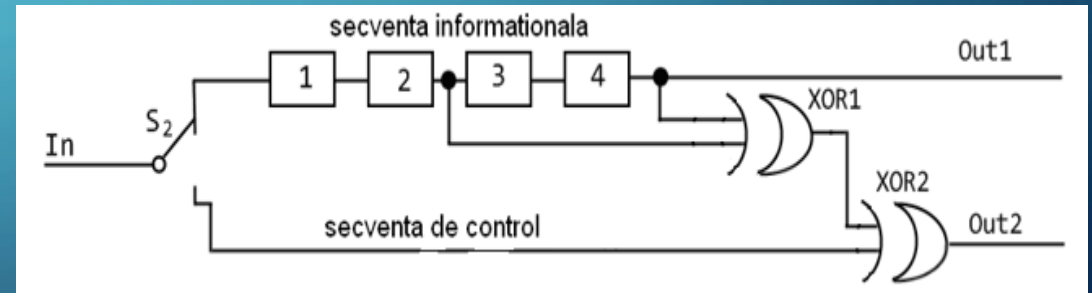 secventa informationala
Out1
1 2 3 4
XOR1
S2
In
XOR2
secventa de control
Out2